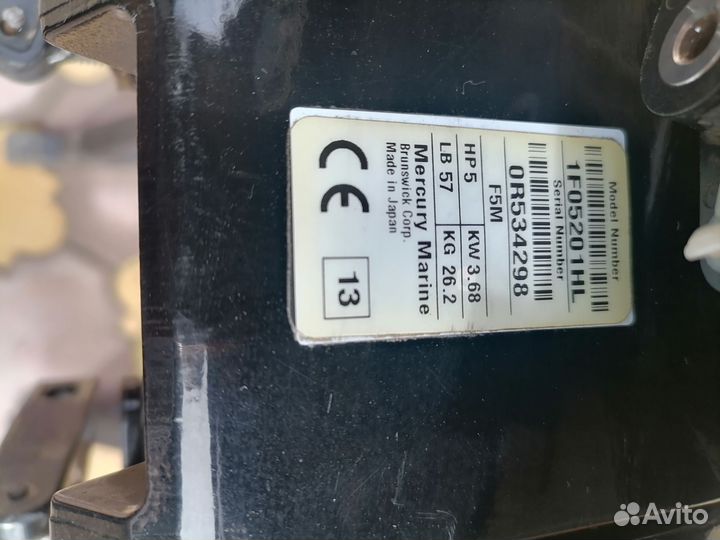 Model Number
1F05201HL
Serial Number
0R534298
F5M
HP 5 KW 3.68
LB 57 KG 26.2
Mercury Marine
Brunswick Corp.
Made in Japan
CE 13
Avito